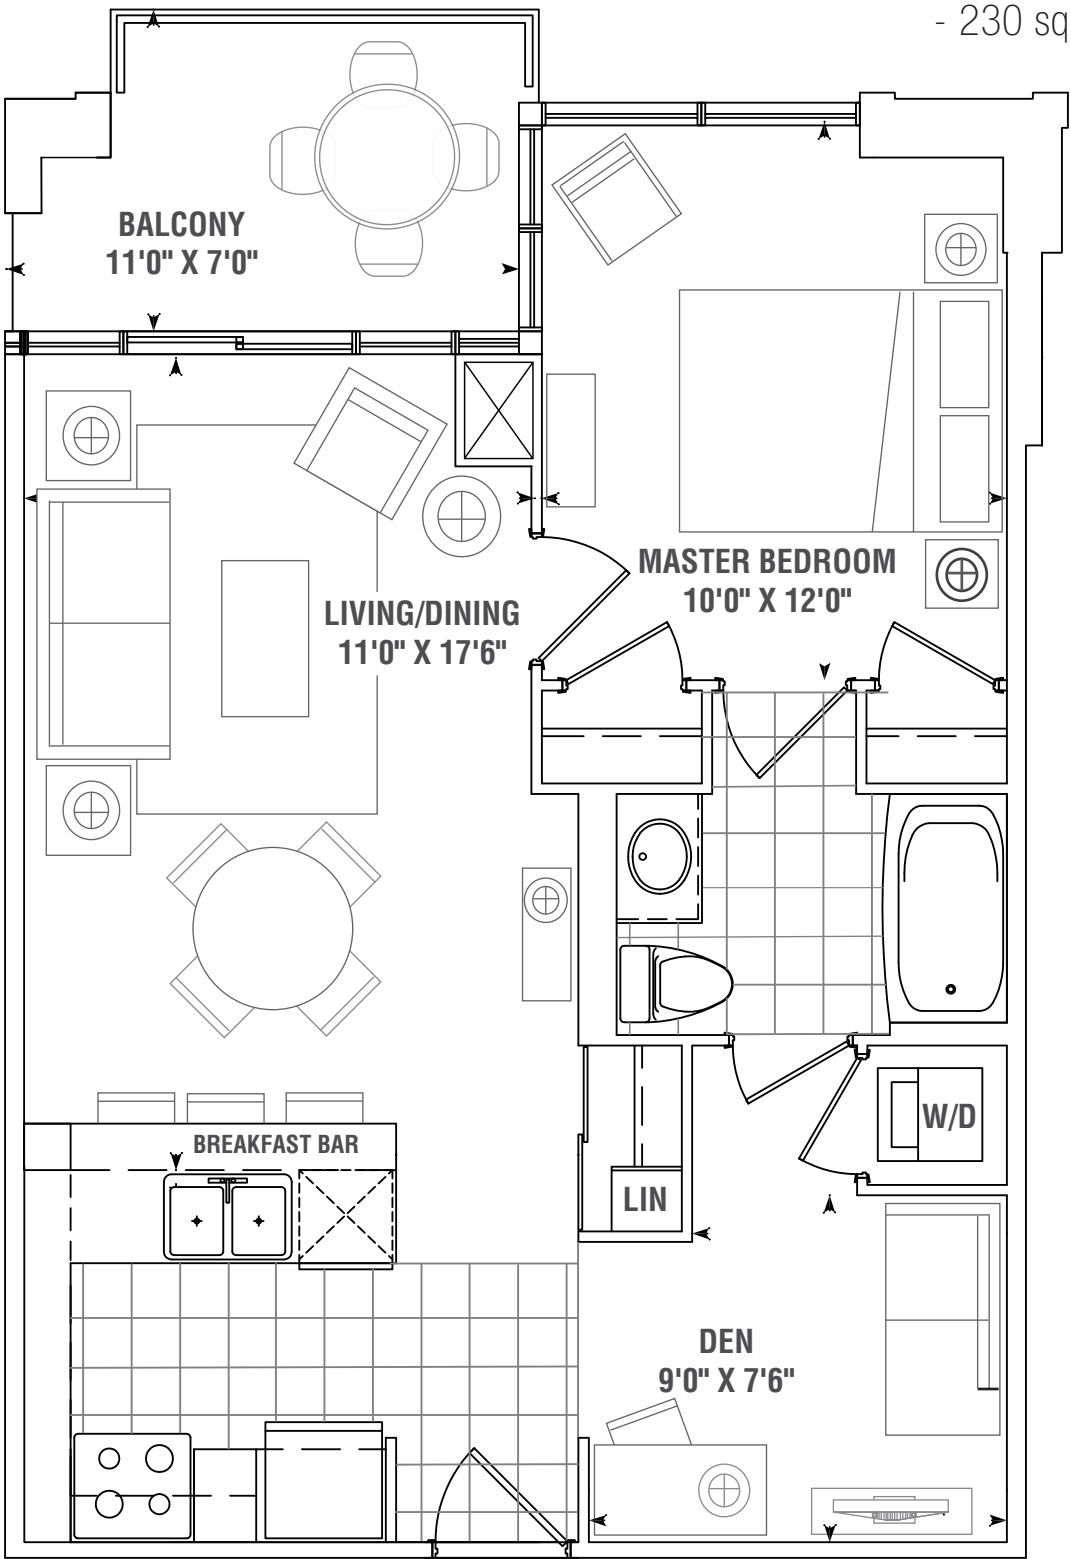 - 230 sq
BALCONY
11'0" X 7'0"
MASTER BEDROOM
10'0" X 12'0"
LIVING/DINING
11'0" X 17'6"
BREAKFAST BAR
W/D
LIN
DEN
9'0" X 7'6"